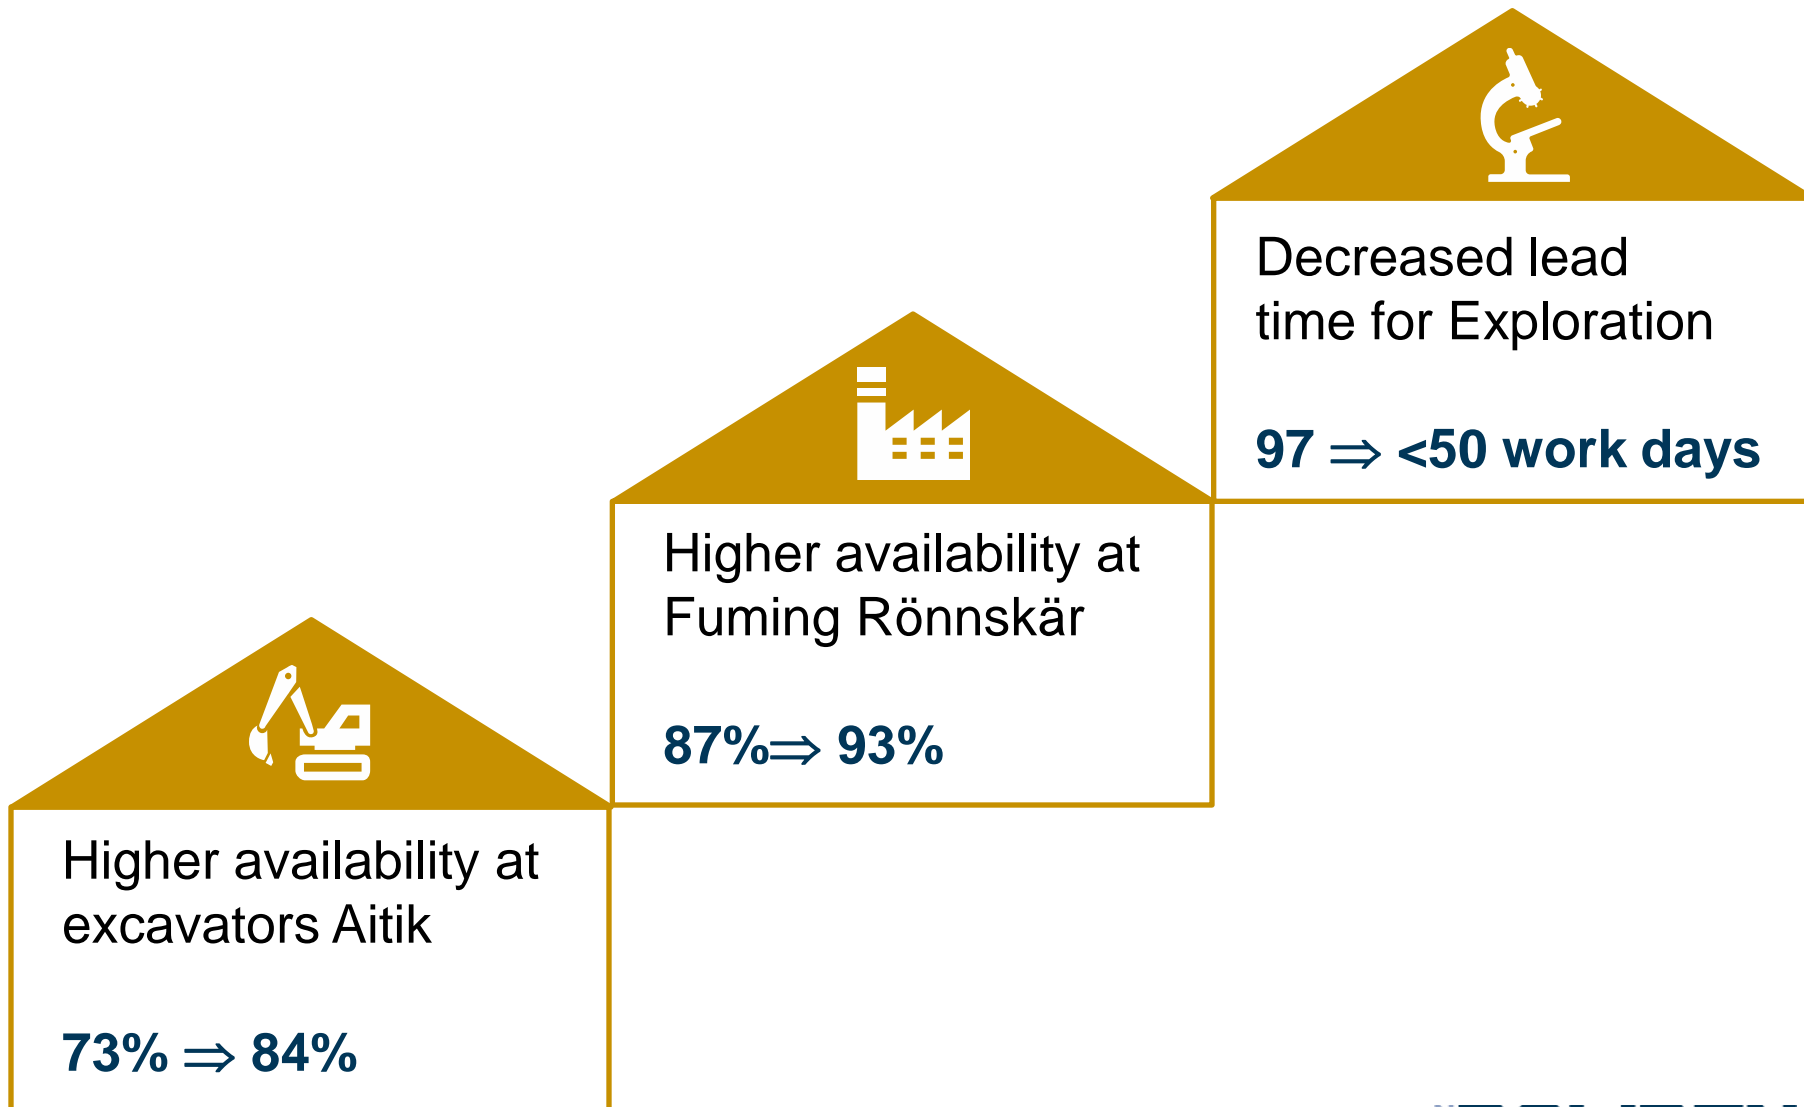 Decreased lead
time for Exploration
97 ⇒ <50 work days
Higher availability at
Fuming Rönnskär
87%⇒ 93%
Higher availability at
excavators Aitik
73% ⇒ 84%